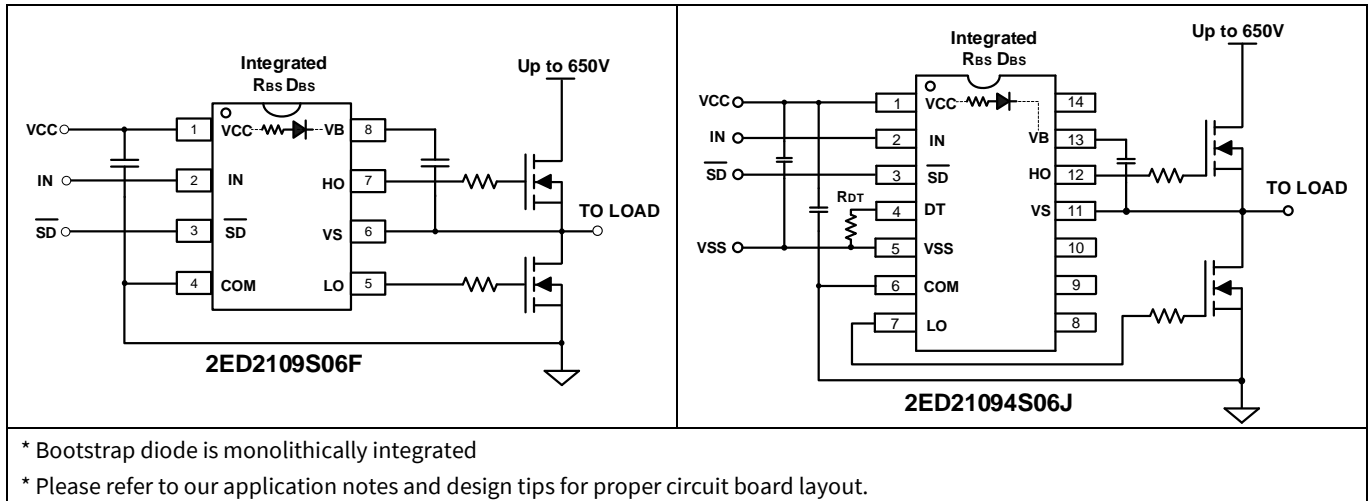 Integrated
RBS DBS
Up to 650V
VCC
1
VCC
VB
8
IN
2
IN
HO
7
TO LOAD
SD
3
SD
VS
6
4
COM
LO
5
2ED2109S06F
Integrated
RBS DBS
Up to 650V
VCC
1
VCC
14
IN
2
IN
VB
13
SD
3
SD
HO
12
TO LOAD
RDT
4
DT
VS
11
VSS
5
VSS
10
6
COM
9
7
LO
8
2ED21094S06J
* Bootstrap diode is monolithically integrated
* Please refer to our application notes and design tips for proper circuit board layout.